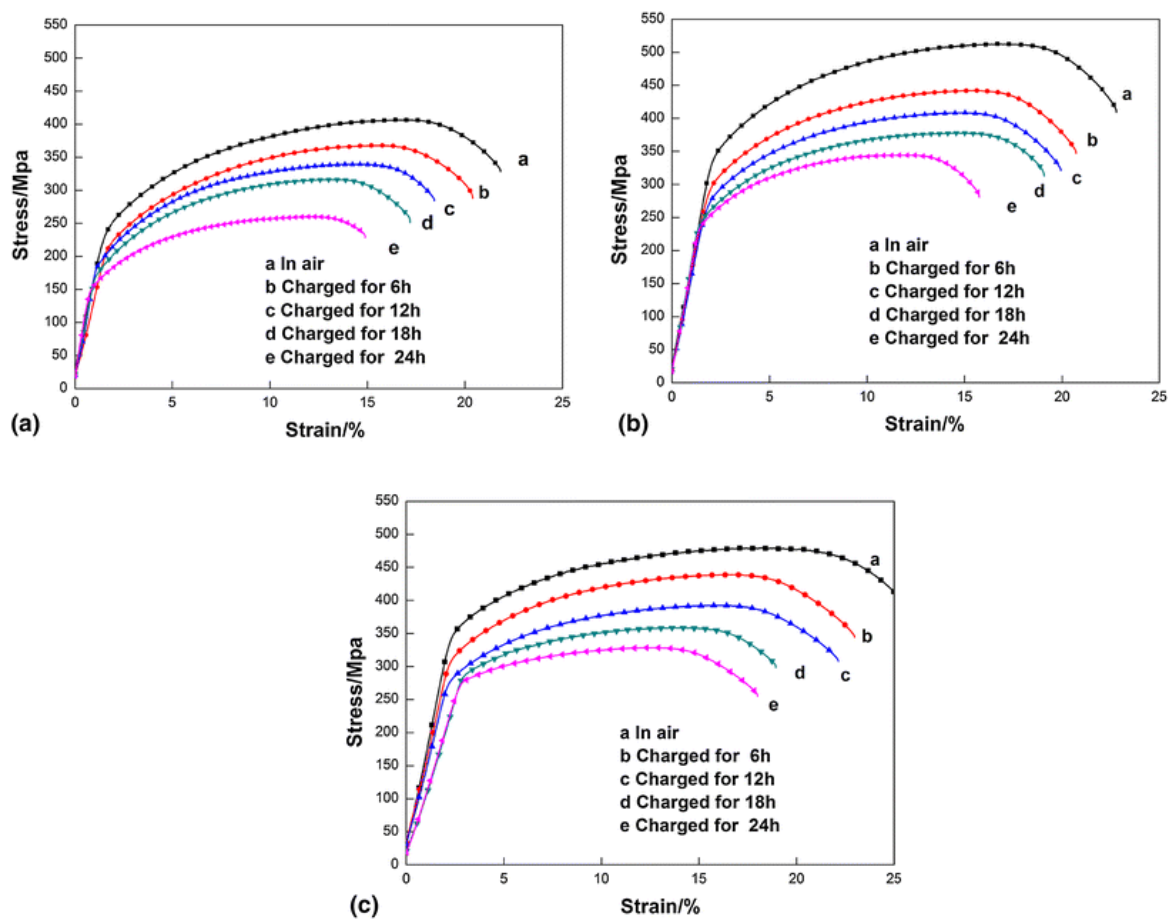 550
500
450
400
350
300
250
200
150
100
50
0
Stress/Mpa
a
b
c
d
e
a In air
b Charged for 6h
c Charged for 12h
d Charged for 18h
e Charged for 24h
0 5 10 15 20 25
Strain/%
(a)
550
500
450
400
350
300
250
200
150
100
50
0
Stress/Mpa
a
b
c
d
e
a In air
b Charged for 6h
c Charged for 12h
d Charged for 18h
e Charged for 24h
0 5 10 15 20 25
Strain/%
(b)
550
500
450
400
350
300
250
200
150
100
50
0
Stress/Mpa
a
b
c
d
e
a In air
b Charged for 6h
c Charged for 12h
d Charged for 18h
e Charged for 24h
0 5 10 15 20 25
Strain/%
(c)